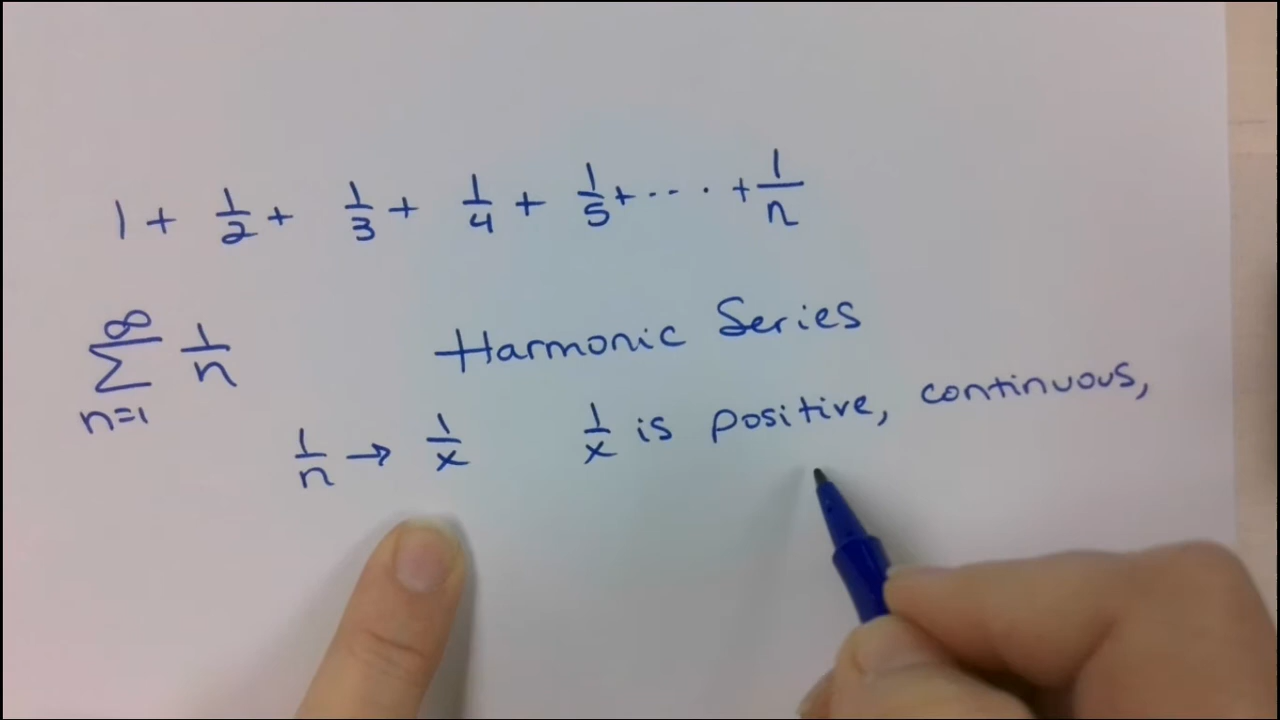 1 + 1/2 + 1/3 + 1/4 + 1/5 + ... . + 1/n
∞ Σ n=1 1/n
Harmonic Series
1/n → 1/x
1/x is positive, continuous,